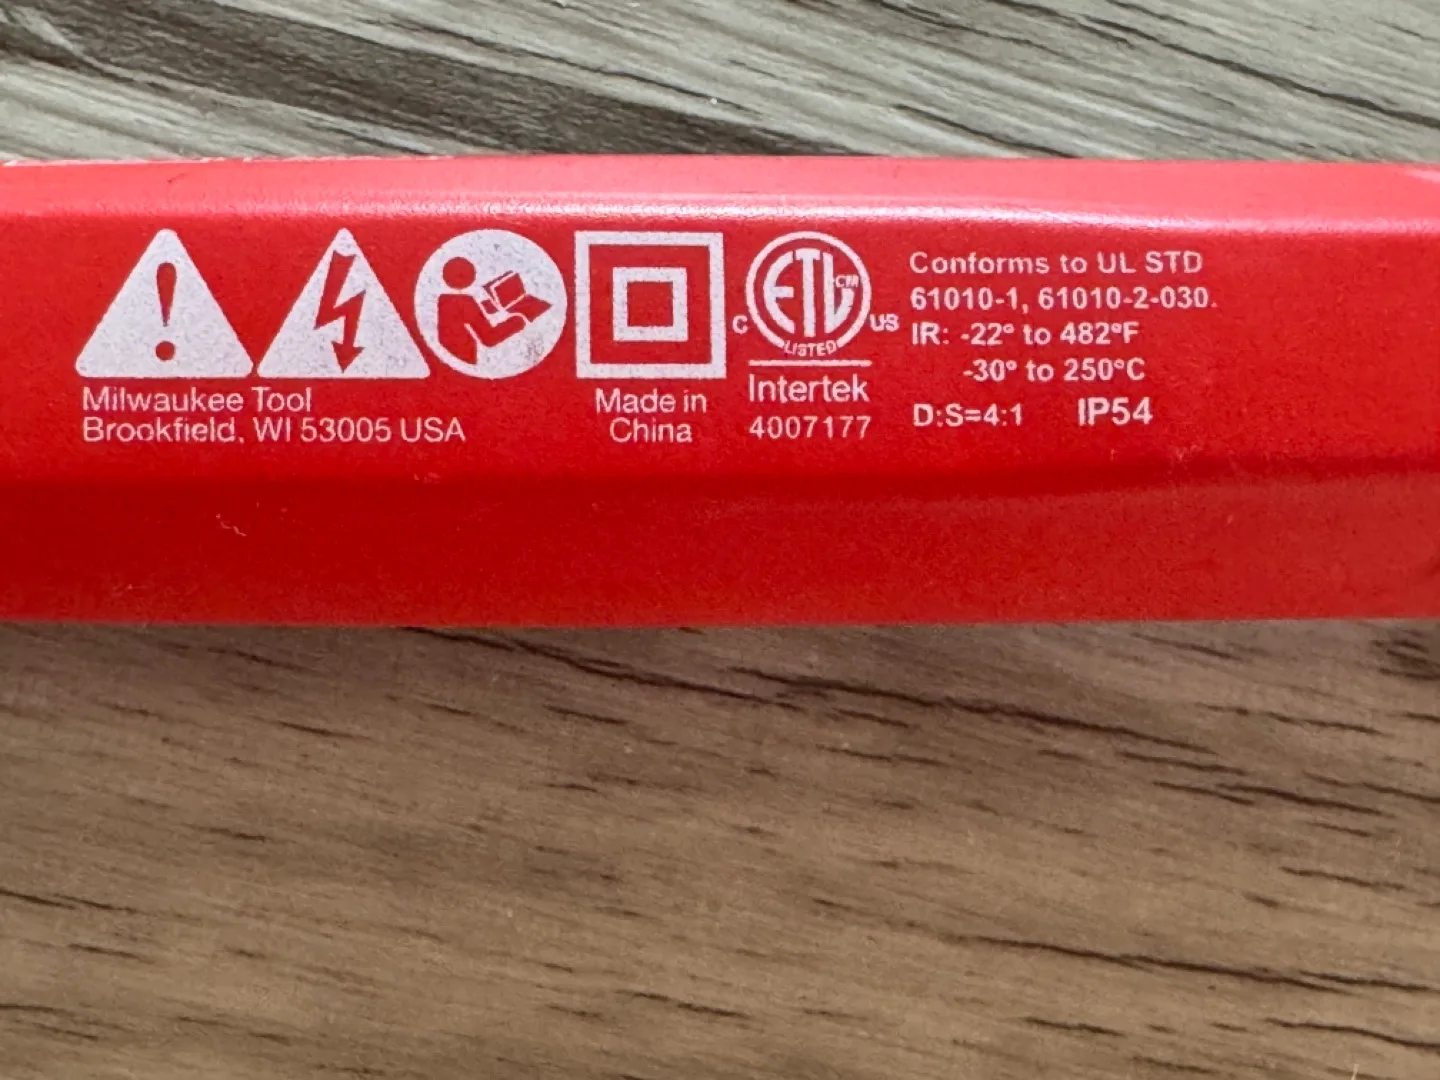 Milwaukee Tool
Brookfield, WI 53005 USA
Made in
China
ETL CM
C US
LISTED
Intertek
4007177
Conforms to UL STD
61010-1, 61010-2-030.
IR: -22° to 482°F
-30° to 250°C
D:S=4:1 IP54